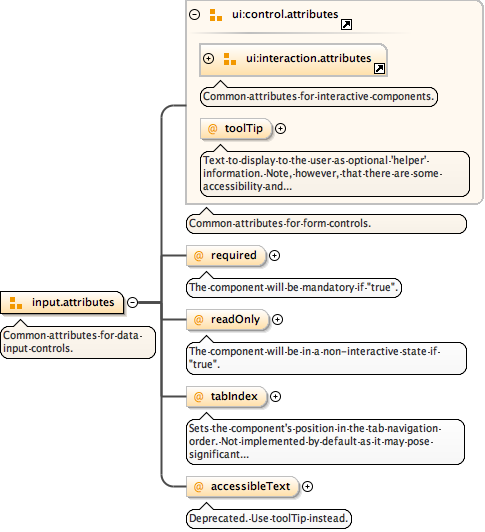 ui:control.attributes
ui:interaction.attributes
Common-attributes-for-interactive-components.
@ toolTip
Text-to-display-to-the-user-as-optional-'helper'-
information.-Note,-however,-that-there-are-some-
accessibility-and...
Common-attributes-for-form-controls.
@ required
The-component-will-be-mandatory-if-"true".
input.attributes
Common-attributes-for-data-
input-controls.
@ readOnly
The-component-will-be-in-a-non-interactive-state-if-
"true".
@ tabIndex
Sets-the-component's-position-in-the-tab-navigation-
order.-Not-implemented-by-default-as-it-may-pose-
significant...
@ accessibleText
Deprecated.-Use-toolTip-instead.